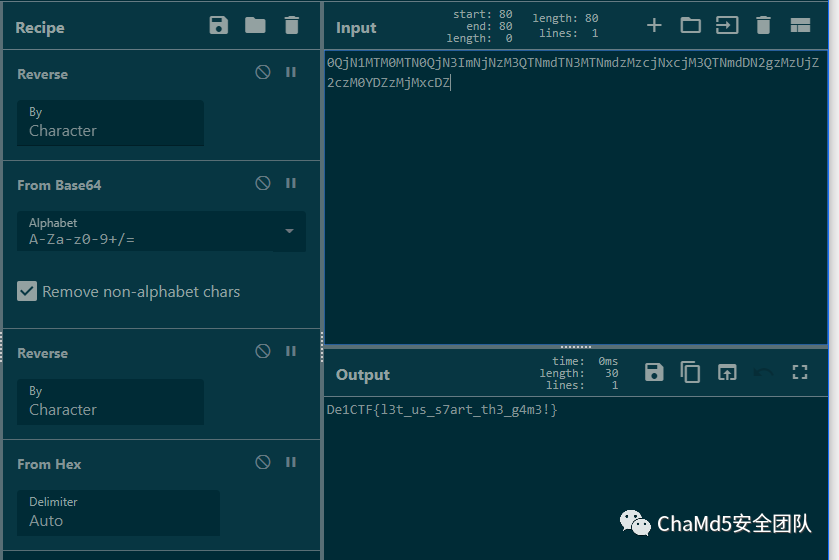 Recipe
Reverse
By
Character
From Base64
Alphabet
A-Za-z0-9+/=
Remove non-alphabet chars
Reverse
By
Character
From Hex
Delimiter
Auto
Input
start: 80
end: 80
length: 0
length: 80
lines: 1
0QjN1MTM0MTN0QjN3ImNjNzM3QTNmdTN3MTNmdzMzcjNxcjM3QTNmdDN2gzMzUjZ
2czM0YDZzMjMxcDZ
Output
time: 0ms
length: 30
lines: 1
De1CTF{l3t_us_s7art_th3_g4m3!}
ChaMd5安全团队